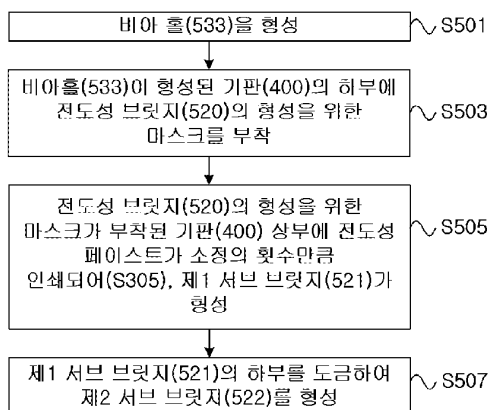 비아 홀(533)을 형성
S501
비아홀(533)이 형성된 기판(400)의 하부에
전도성 브릿지(520)의 형성을 위한
마스크를 부착
S503
전도성 브릿지(520)의 형성을 위한
마스크가 부착된 기판(400) 상부에 전도성
페이스트가 소정의 횟수만큼
인쇄되어(S305), 제1 서브 브릿지(521)가
형성
S505
제1 서브 브릿지(521)의 하부를 도금하여
제2 서브 브릿지(522)를 형성
S507